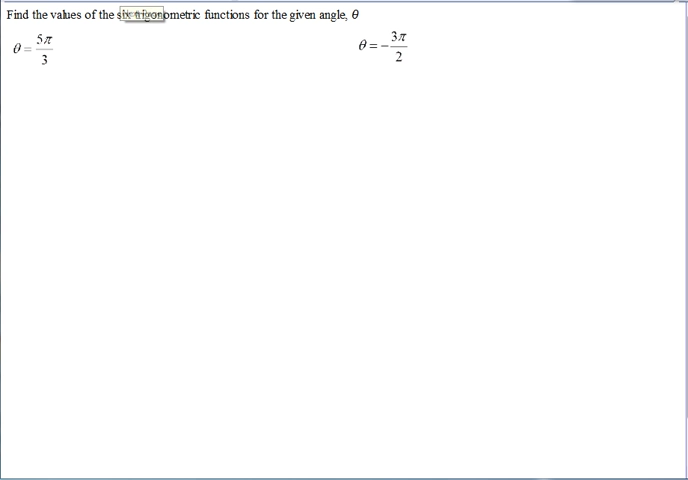 Find the values of the six trigonometric functions for the given angle, θ
θ = 5π/3
θ = -3π/2